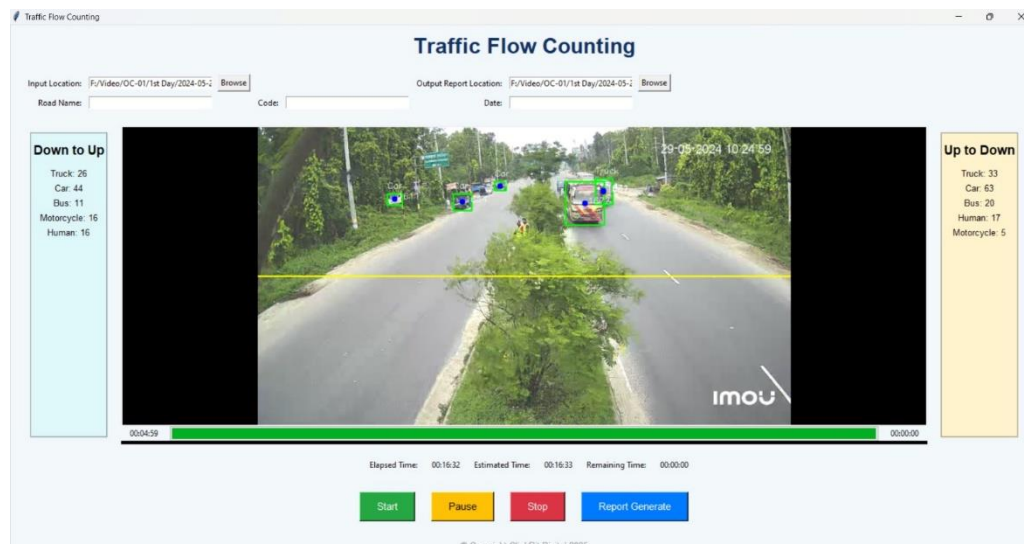 Traffic Flow Counting
Traffic Flow Counting
Input Location: F:/Video/OC-01/1st Day/2024-05-2 Browse Output Report Location: F:/Video/OC-01/1st Day/2024-05-2 Browse
Road Name: Code: Date:
Down to Up
Truck: 26
Car: 44
Bus: 11
Motorcycle: 16
Human: 16
29-05-2024 10:24:59
Car
Truck
imou
Up to Down
Truck: 33
Car: 63
Bus: 20
Human: 17
Motorcycle: 5
00:04:59 00:00:00
Elapsed Time: 00:16:32 Estimated Time: 00:16:33 Remaining Time: 00:00:00
Start Pause Stop Report Generate